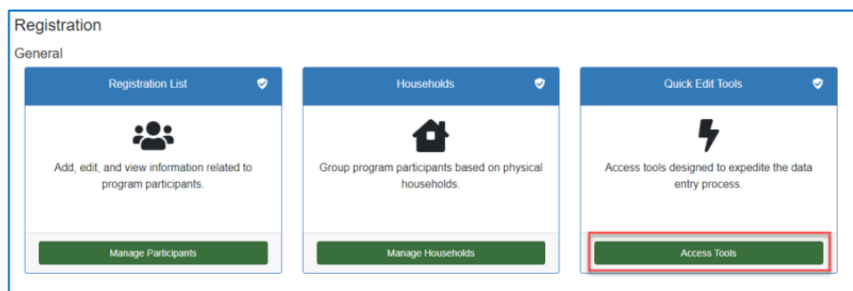 Registration
General
Registration List
Add, edit, and view information related to
program participants.
Manage Participants
Households
Group program participants based on physical
households.
Manage Households
Quick Edit Tools
Access tools designed to expedite the data
entry process.
Access Tools